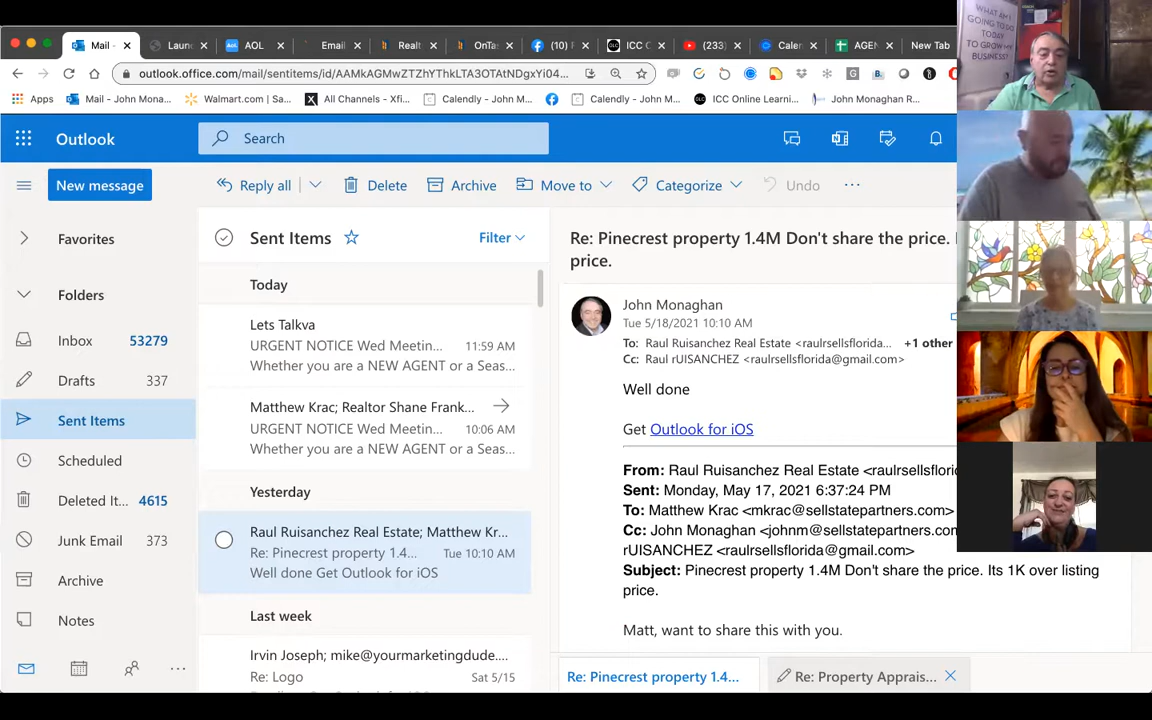 Mail -
Laun
AOL
Email
Realt
OnTa
(10)
ICC C
(233)
Calen
AGEN
New Tab
outlook.office.com/mail/sentitems/id/AAMkAGMwZTZhYThkLTA3OTAtNDgxYi04...
Apps
Mail - John Mona...
Walmart.com | Sa...
All Channels - Xfi...
Calendly - John M...
Calendly - John M...
ICC Online Learni...
John Monaghan R...
WHAT AM I
GOING TO DO
TODAY
TO GROW MY
BUSINESS?
Outlook
Search
New message
Reply all
Delete
Archive
Move to
Categorize
Undo
Favorites
Folders
Inbox 53279
Drafts 337
Sent Items
Scheduled
Deleted It... 4615
Junk Email 373
Archive
Notes
Sent Items
Filter
Today
Lets Talkva
URGENT NOTICE Wed Meetin... 11:59 AM
Whether you are a NEW AGENT or a Seas...
Matthew Krac; Realtor Shane Frank...
URGENT NOTICE Wed Meetin... 10:06 AM
Whether you are a NEW AGENT or a Seas...
Yesterday
Raul Ruisanchez Real Estate; Matthew Kr...
Re: Pinecrest property 1.4... Tue 10:10 AM
Well done Get Outlook for iOS
Last week
Irvin Joseph; mike@yourmarketingdude....
Re: Logo Sat 5/15
Re: Pinecrest property 1.4M Don't share the price.
price.
John Monaghan
Tue 5/18/2021 10:10 AM
To: Raul Ruisanchez Real Estate <raulrsellsflorida... +1 other
Cc: Raul rUISANCHEZ <raulrsellsflorida@gmail.com>
Well done
Get Outlook for iOS
From: Raul Ruisanchez Real Estate <raulrsellsflorid
Sent: Monday, May 17, 2021 6:37:24 PM
To: Matthew Krac <mkrac@sellstatepartners.com>
Cc: John Monaghan <johnm@sellstatepartners.com
rUISANCHEZ <raulrsellsflorida@gmail.com>
Subject: Pinecrest property 1.4M Don't share the price. Its 1K over listing
price.
Matt, want to share this with you.
Re: Pinecrest property 1.4...
Re: Property Apprais...